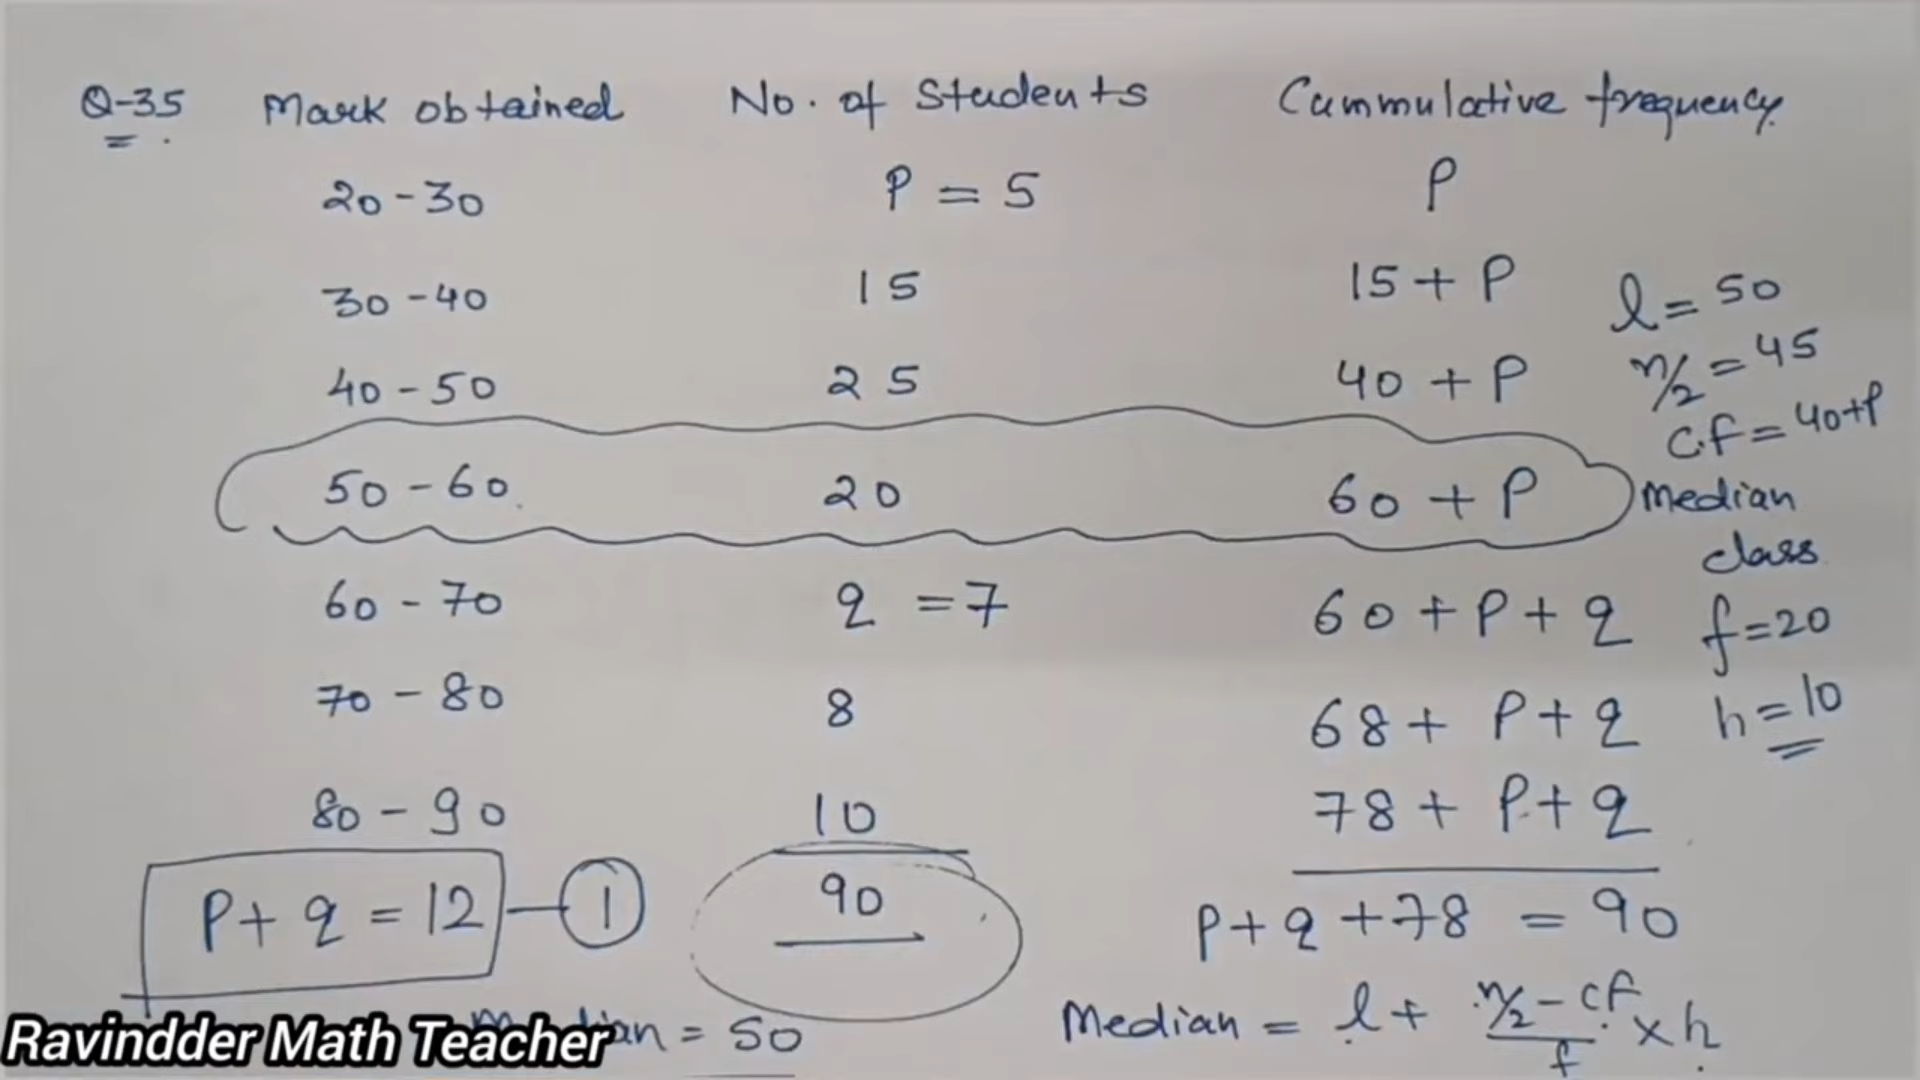 Q-35 Mark obtained No. of Students Cummulative frequency
20-30 P = 5 P
30-40 15 15 + P l = 50
40-50 25 40 + P n/2 = 45
c.f = 40+P
50-60 20 60 + P Median
class
60-70 q = 7 60 + P + q f = 20
70-80 8 68 + P + q h = 10
80-90 10 78 + P + q
P + q = 12 — 1 90 P + q + 78 = 90
= 50 Median = l + n/2 - cf / f × h
Ravindder Math Teacher